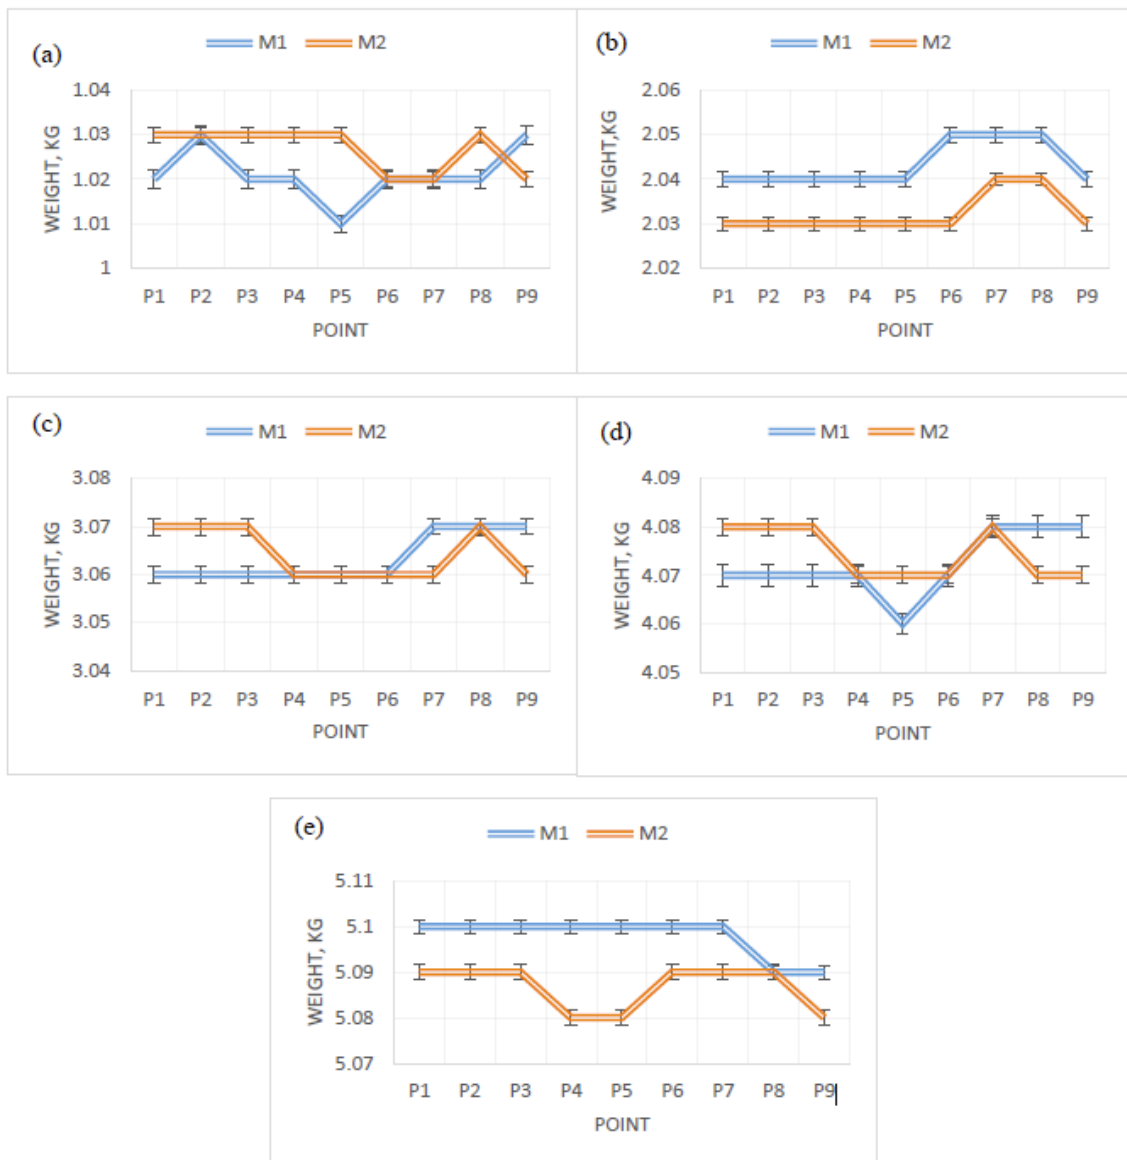 (a)
M1 M2
WEIGHT, KG
1.04
1.03
1.02
1.01
1
P1 P2 P3 P4 P5 P6 P7 P8 P9
POINT
(b)
M1 M2
WEIGHT,KG
2.06
2.05
2.04
2.03
2.02
P1 P2 P3 P4 P5 P6 P7 P8 P9
POINT
(c)
M1 M2
WEIGHT, KG
3.08
3.07
3.06
3.05
3.04
P1 P2 P3 P4 P5 P6 P7 P8 P9
POINT
(d)
M1 M2
WEIGHT, KG
4.09
4.08
4.07
4.06
4.05
P1 P2 P3 P4 P5 P6 P7 P8 P9
POINT
(e)
M1 M2
WEIGHT, KG
5.11
5.1
5.09
5.08
5.07
P1 P2 P3 P4 P5 P6 P7 P8 P9
POINT